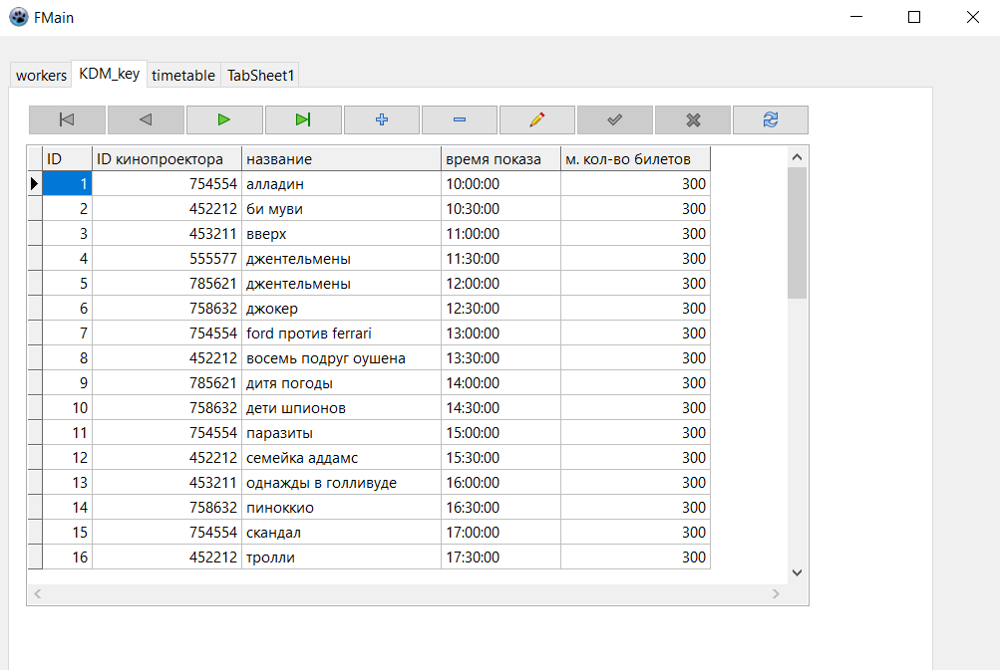 FMain
workers KDM_key timetable TabSheet1
ID ID кинопроектора название время показа м. кол-во билетов
1 754554 алладин 10:00:00 300
2 452212 би муви 10:30:00 300
3 453211 вверх 11:00:00 300
4 555577 джентельмены 11:30:00 300
5 785621 джентельмены 12:00:00 300
6 758632 джокер 12:30:00 300
7 754554 ford против ferrari 13:00:00 300
8 452212 восемь подруг оушена 13:30:00 300
9 785621 дитя погоды 14:00:00 300
10 758632 дети шпионов 14:30:00 300
11 754554 паразиты 15:00:00 300
12 452212 семейка аддамс 15:30:00 300
13 453211 однажды в голливуде 16:00:00 300
14 758632 пиноккио 16:30:00 300
15 754554 скандал 17:00:00 300
16 452212 тролли 17:30:00 300